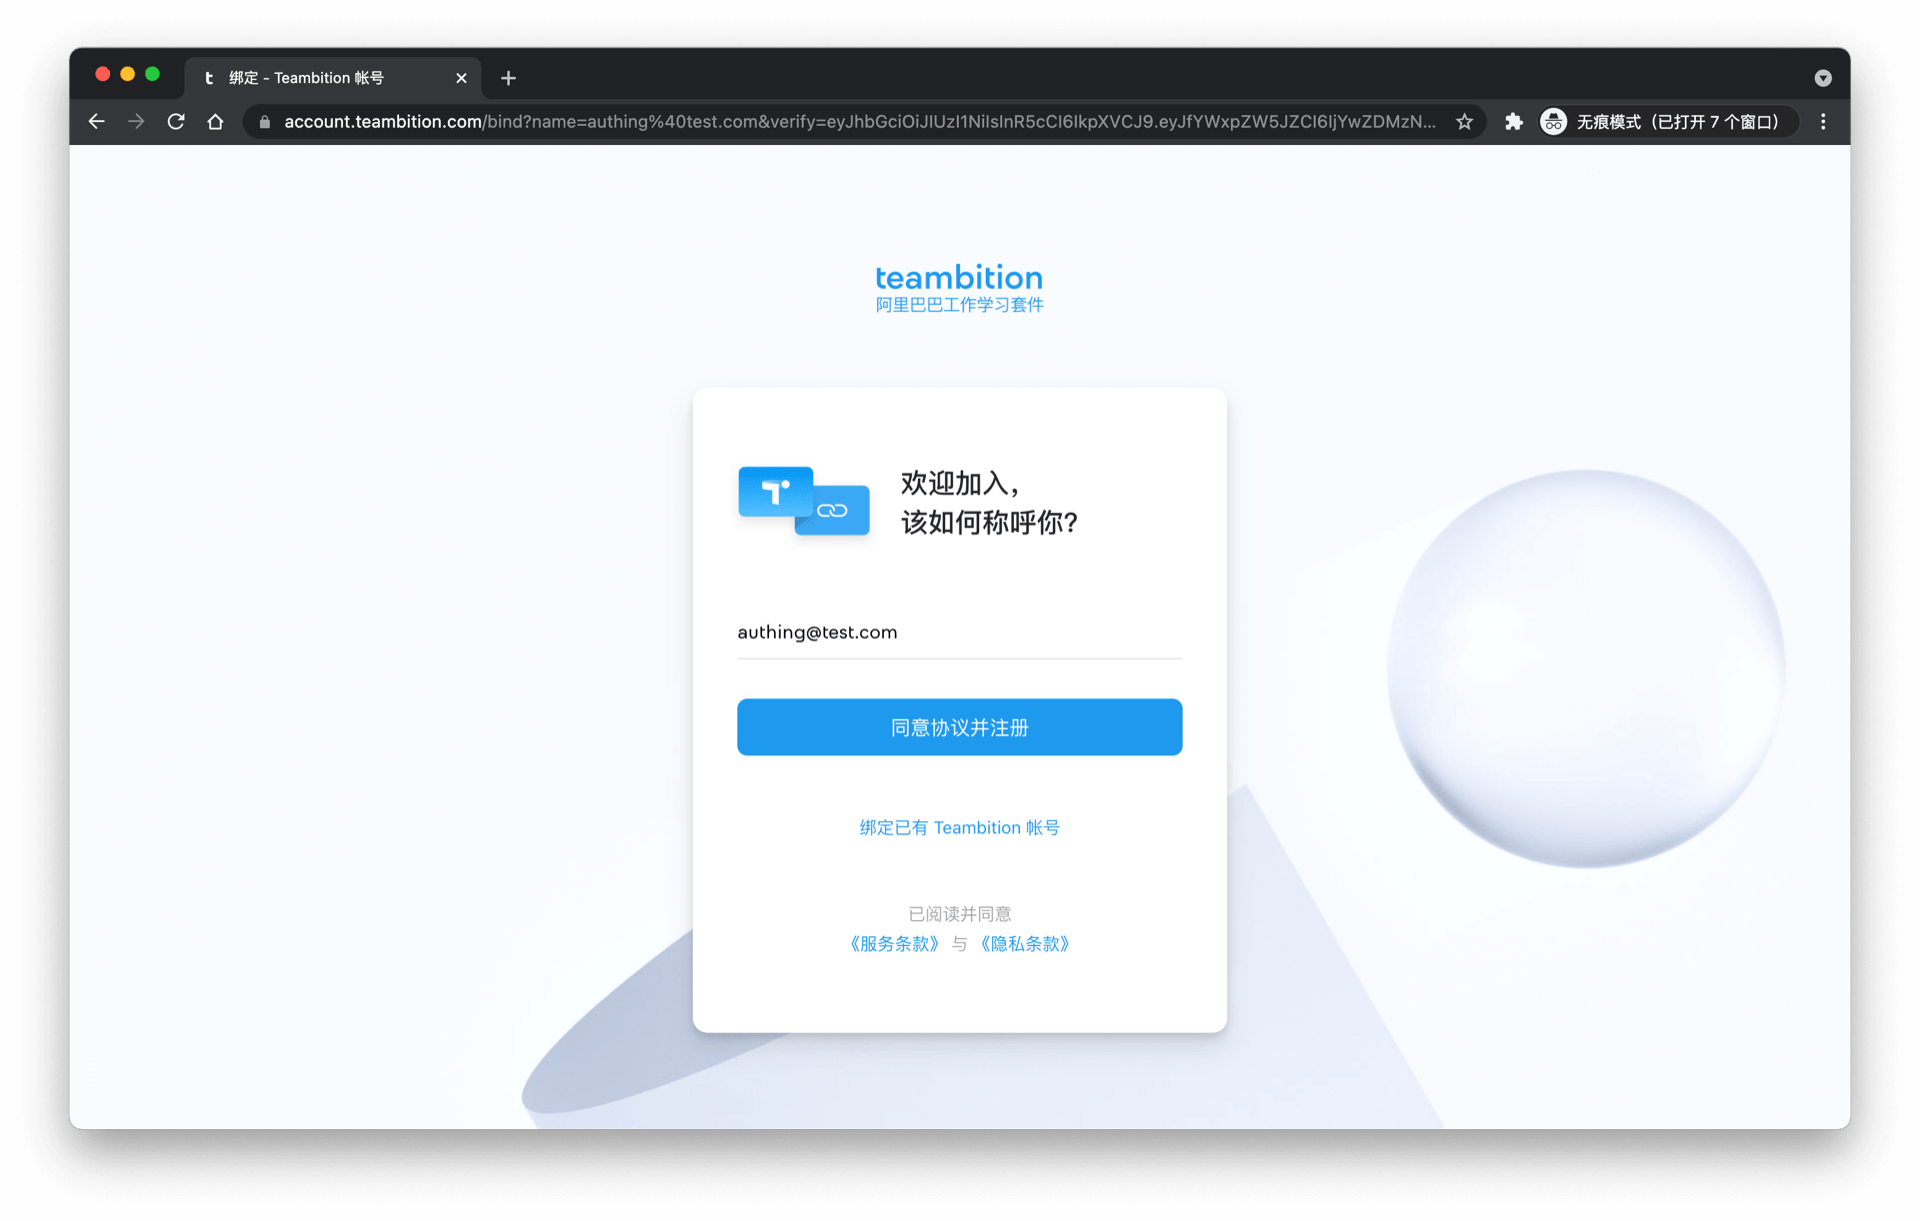 绑定 - Teambition 帐号
account.teambition.com/bind?name=authing%40test.com&verify=eyJhbGciOiJIUzI1NiIsInR5cCI6IkpXVCJ9.eyJfYWxpZW5JZCI6IjYwZDMzN...
无痕模式（已打开 7 个窗口）
teambition
阿里巴巴工作学习套件
欢迎加入，
该如何称呼你?
authing@test.com
同意协议并注册
绑定已有 Teambition 帐号
已阅读并同意
《服务条款》 与 《隐私条款》